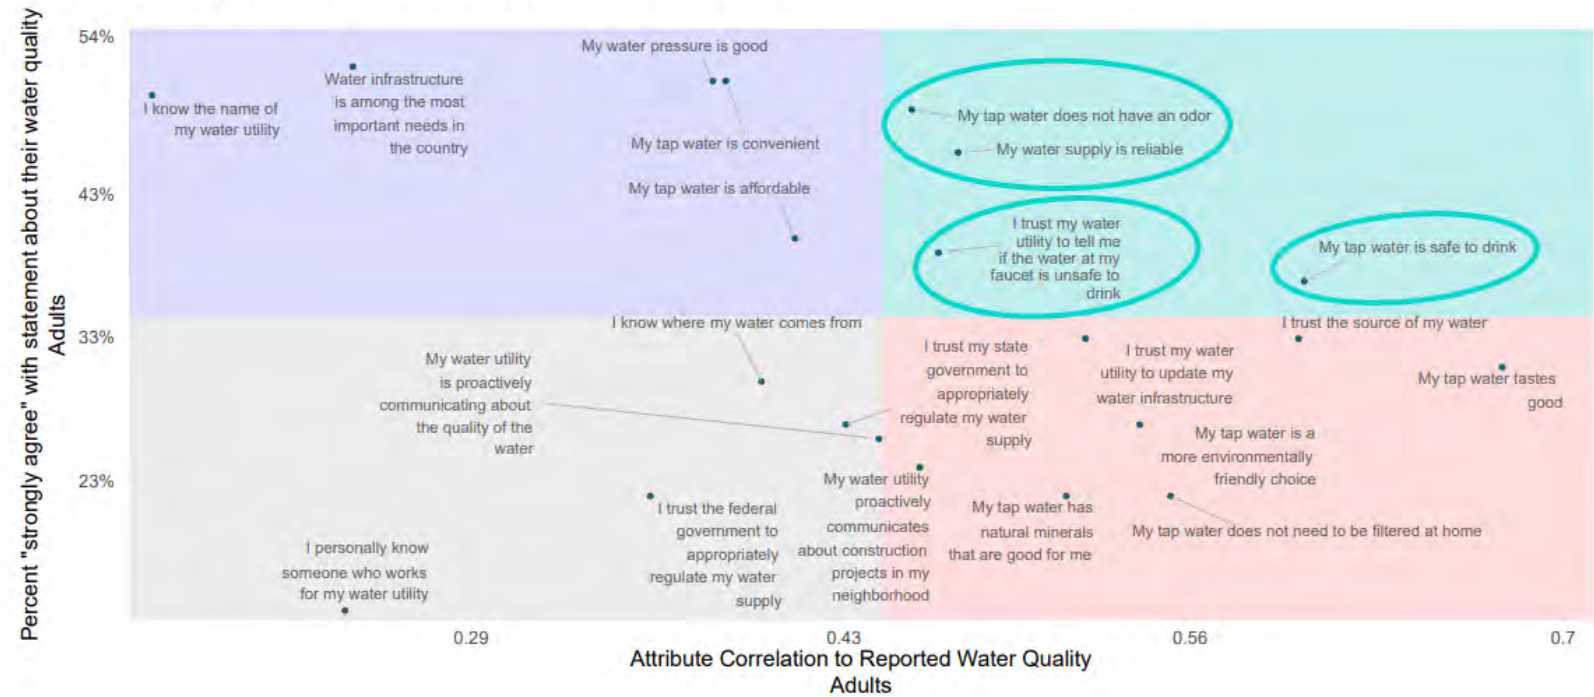 Percent "strongly agree" with statement about their water quality
Adults
54%
43%
33%
23%
My water pressure is good
Water infrastructure
is among the most
important needs in
the country
I know the name of
my water utility
My tap water is convenient
My tap water is affordable
My tap water does not have an odor
My water supply is reliable
I trust my water
utility to tell me
if the water at my
faucet is unsafe to
drink
My tap water is safe to drink
I know where my water comes from
My water utility
is proactively
communicating about
the quality of the
water
I trust my state
government to
appropriately
regulate my water
supply
I trust my water
utility to update my
water infrastructure
I trust the source of my water
My tap water tastes
good
My tap water is a
more environmentally
friendly choice
I personally know
someone who works
for my water utility
I trust the federal
government to
appropriately
regulate my water
supply
My water utility
proactively
communicates
about construction
projects in my
neighborhood
My tap water has
natural minerals
that are good for me
My tap water does not need to be filtered at home
0.29
0.43
0.56
0.7
Attribute Correlation to Reported Water Quality
Adults